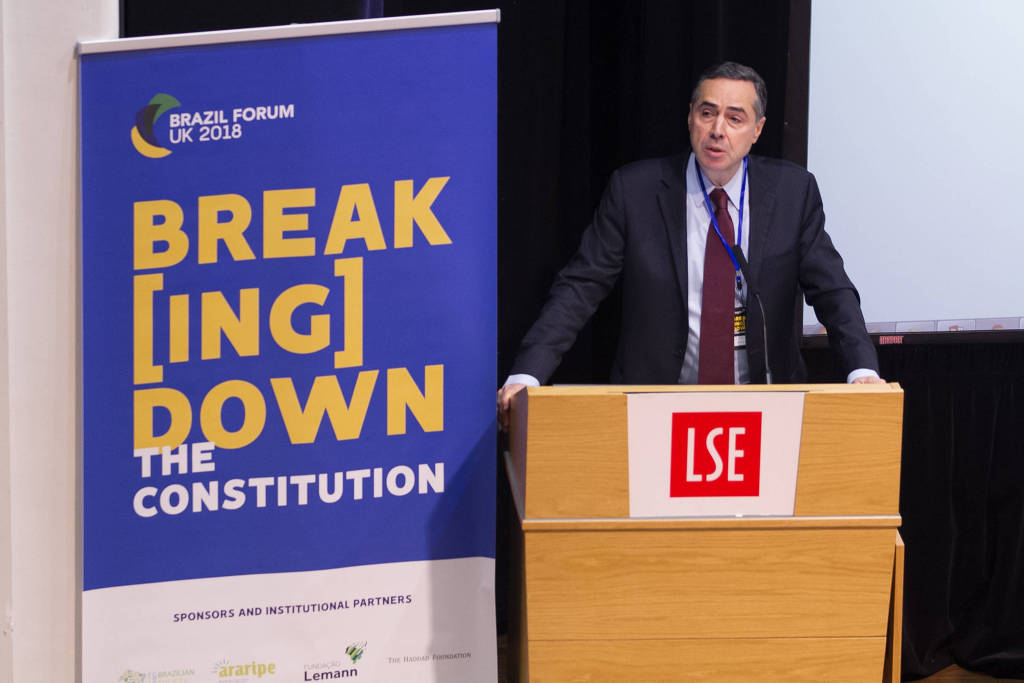 BRAZIL FORUM
UK 2018
BREAK
[ING]
DOWN
THE
CONSTITUTION
SPONSORS AND INSTITUTIONAL PARTNERS
BRAZILIAN
araripe
FUNDAÇÃO
Lemann
THE HADDAD FOUNDATION
LSE